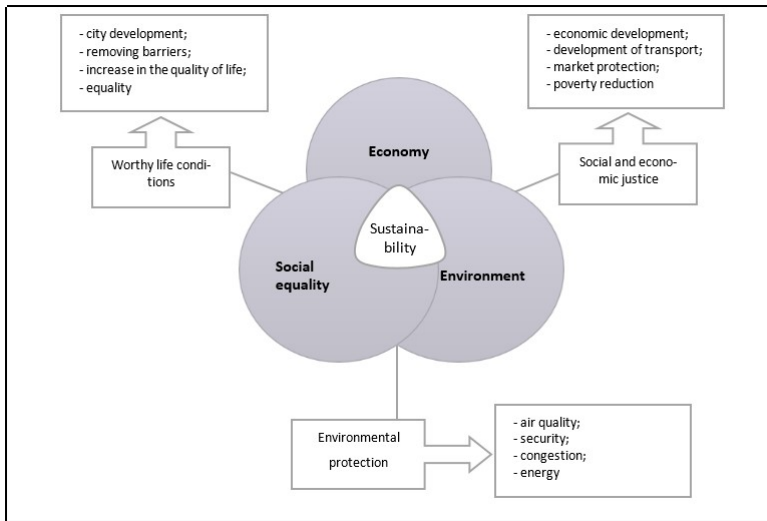 - city development;
- removing barriers;
- increase in the quality of life;
- equality
- economic development;
- development of transport;
- market protection;
- poverty reduction
Worthy life condi-
tions
Social and econo-
mic justice
Economy
Sustaina-
bility
Social
equality
Environment
Environmental
protection
- air quality;
- security;
- congestion;
- energy